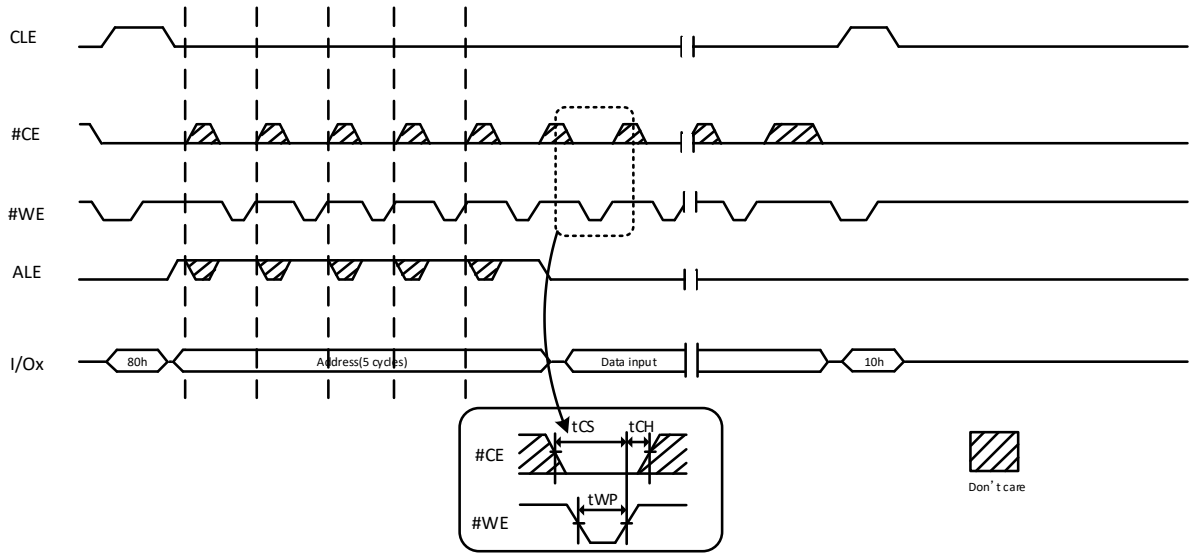 CLE
#CE
#WE
ALE
I/Ox
80h
Address(5 cycles)
Data input
10h
tCS
tCH
#CE
tWP
#WE
Don't care